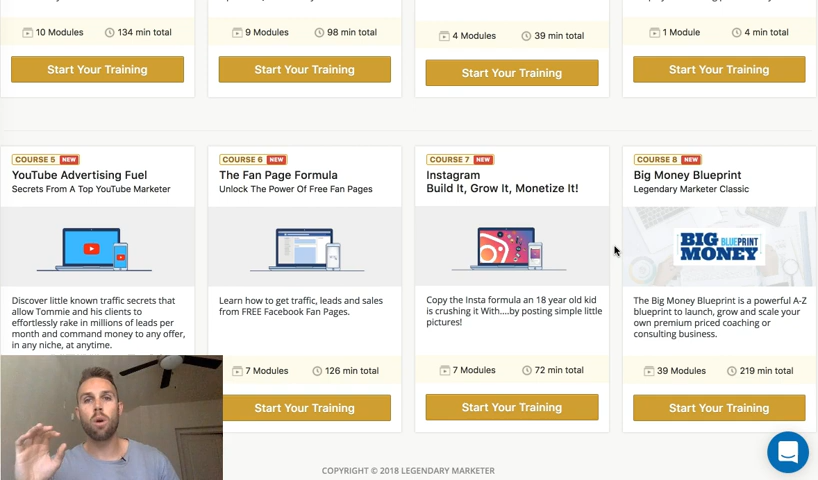 10 Modules 134 min total
9 Modules 98 min total
4 Modules 39 min total
1 Module 4 min total
Start Your Training
Start Your Training
Start Your Training
Start Your Training
COURSE 5 NEW
YouTube Advertising Fuel
Secrets From A Top YouTube Marketer
Discover little known traffic secrets that
allow Tommie and his clients to
effortlessly rake in millions of leads per
month and command money to any offer,
in any niche, at anytime.
COURSE 6 NEW
The Fan Page Formula
Unlock The Power Of Free Fan Pages
Learn how to get traffic, leads and sales
from FREE Facebook Fan Pages.
7 Modules 126 min total
Start Your Training
COURSE 7 NEW
Instagram
Build It, Grow It, Monetize It!
Copy the Insta formula an 18 year old kid
is crushing it With....by posting simple little
pictures!
7 Modules 72 min total
Start Your Training
COURSE 8 NEW
Big Money Blueprint
Legendary Marketer Classic
BIG BLUEPRINT
MONEY
The Big Money Blueprint is a powerful A-Z
blueprint to launch, grow and scale your
own premium priced coaching or
consulting business.
39 Modules 219 min total
Start Your Training
COPYRIGHT © 2018 LEGENDARY MARKETER